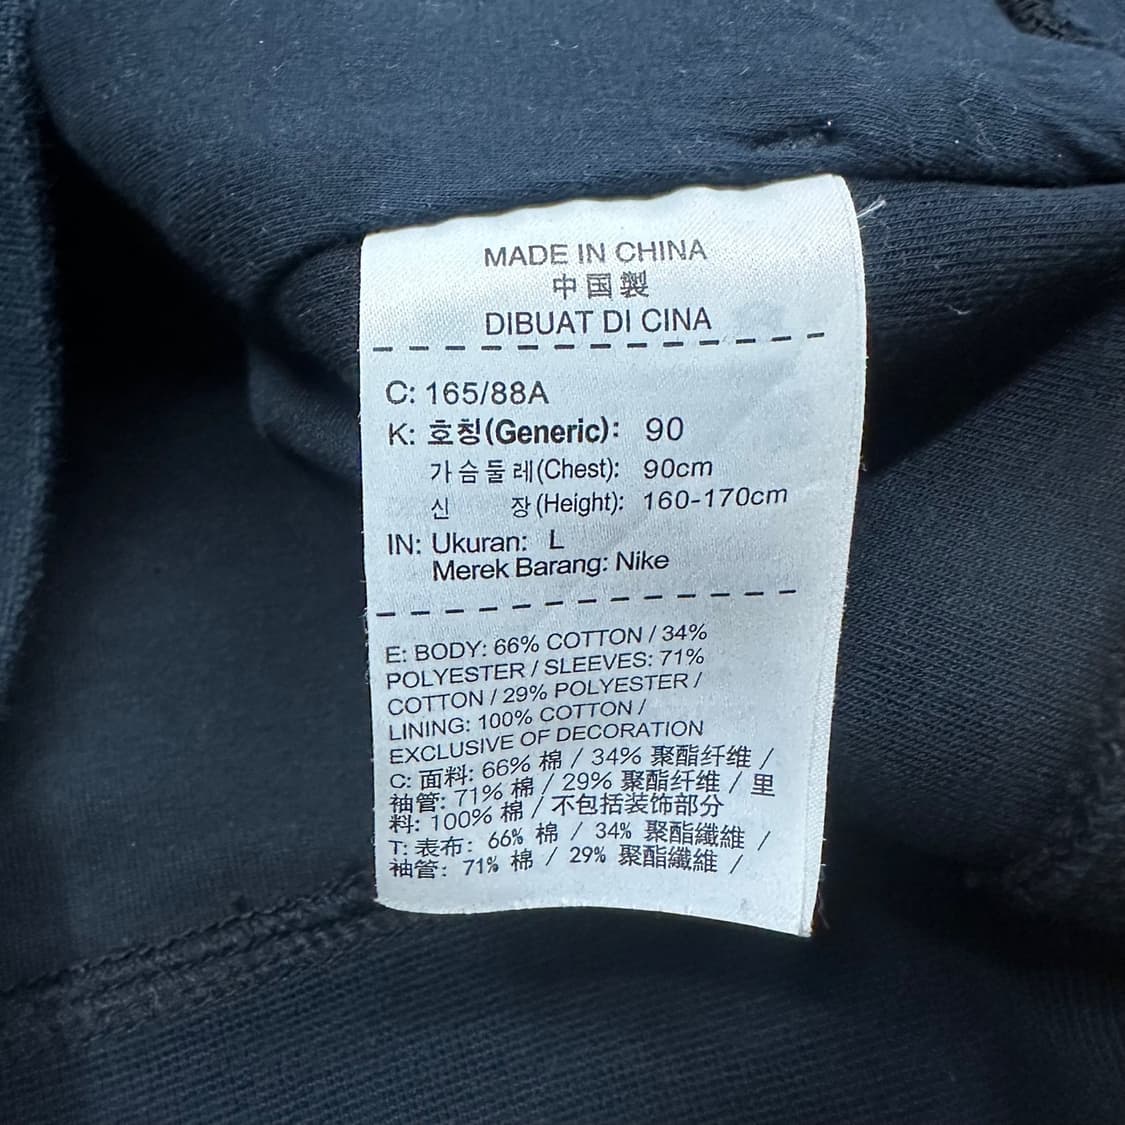 MADE IN CHINA
中国製
DIBUAT DI CINA
C: 165/88A
K: 호칭(Generic): 90
가슴둘레(Chest): 90cm
신 장(Height): 160-170cm
IN: Ukuran: L
Merek Barang: Nike
E: BODY: 66% COTTON / 34%
POLYESTER / SLEEVES: 71%
COTTON / 29% POLYESTER /
LINING: 100% COTTON /
EXCLUSIVE OF DECORATION
C: 面料: 66% 棉 / 34% 聚酯纤维 /
袖管: 71% 棉 / 29% 聚酯纤维 / 里
料: 100% 棉 / 不包括装饰部分
T: 表布: 66% 棉 / 34% 聚酯纖維 /
袖管: 71% 棉 / 29% 聚酯纖維 /